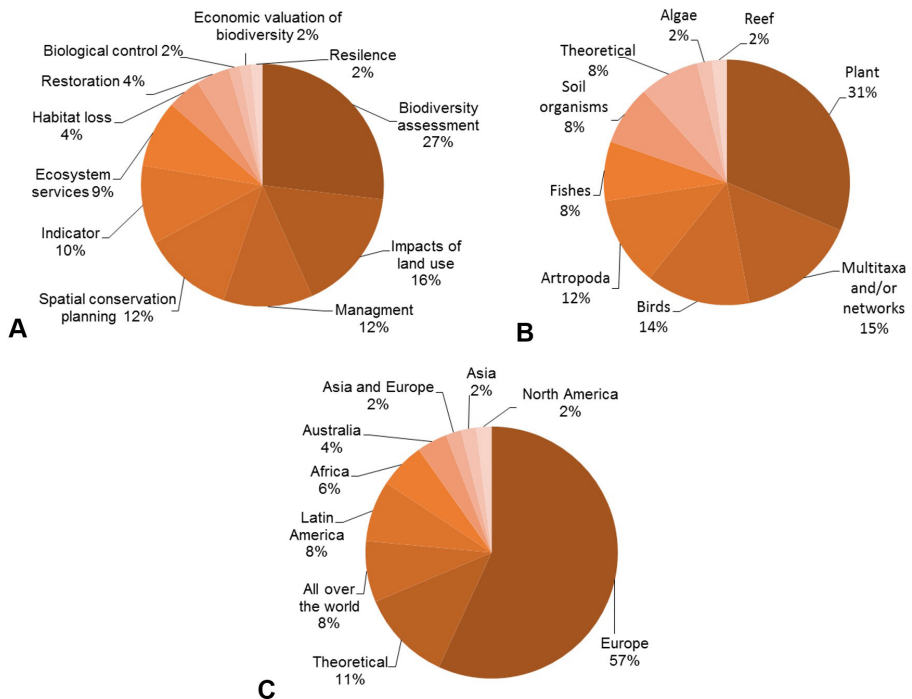 Economic valuation of
biodiversity 2%
Biological control 2%
Resilence
2%
Restoration 4%
Biodiversity
assessment
27%
Habitat loss
4%
Ecosystem
services 9%
Indicator
10%
Impacts of
land use
16%
Spatial conservation
planning 12%
Managment
12%
A
Algae
2%
Reef
2%
Theoretical
8%
Plant
31%
Soil
organisms
8%
Fishes
8%
Artropoda
12%
Multitaxa
and/or
networks
15%
Birds
14%
B
Asia
2%
Asia and Europe
2%
North America
2%
Australia
4%
Africa
6%
Latin
America
8%
All over
the world
8%
Theoretical
11%
Europe
57%
C